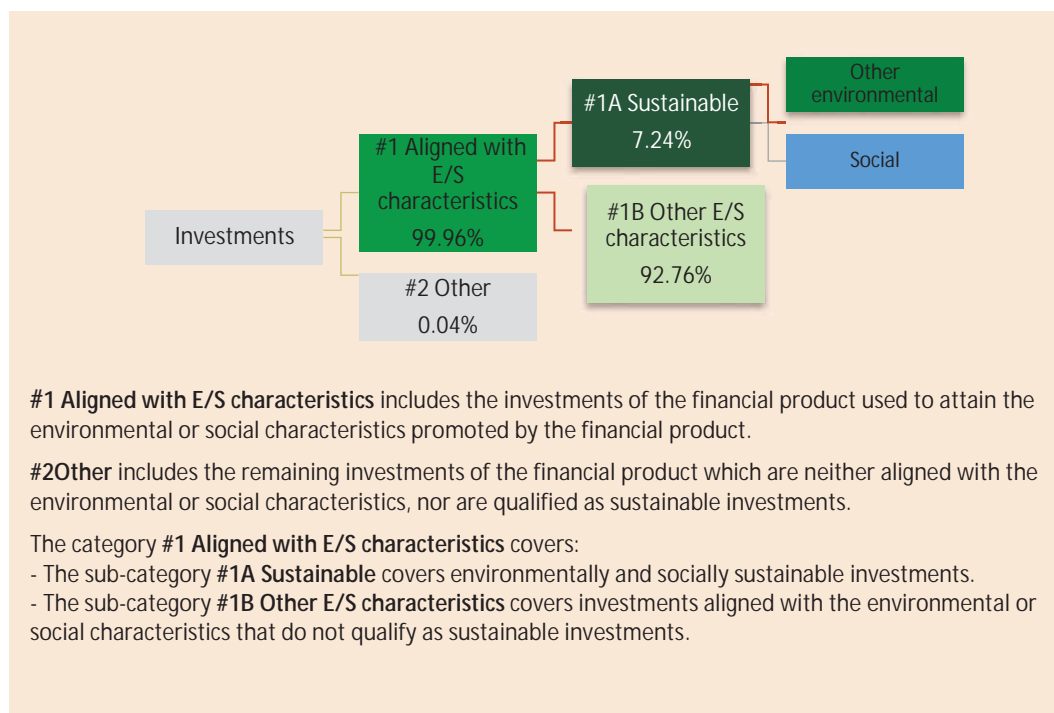 Investments
#1 Aligned with
E/S
characteristics
99.96%
#2 Other
0.04%
#1A Sustainable
7.24%
#1B Other E/S
characteristics
92.76%
Other
environmental
Social
#1 Aligned with E/S characteristics includes the investments of the financial product used to attain the
environmental or social characteristics promoted by the financial product.
#2Other includes the remaining investments of the financial product which are neither aligned with the
environmental or social characteristics, nor are qualified as sustainable investments.
The category #1 Aligned with E/S characteristics covers:
- The sub-category #1A Sustainable covers environmentally and socially sustainable investments.
- The sub-category #1B Other E/S characteristics covers investments aligned with the environmental or
social characteristics that do not qualify as sustainable investments.